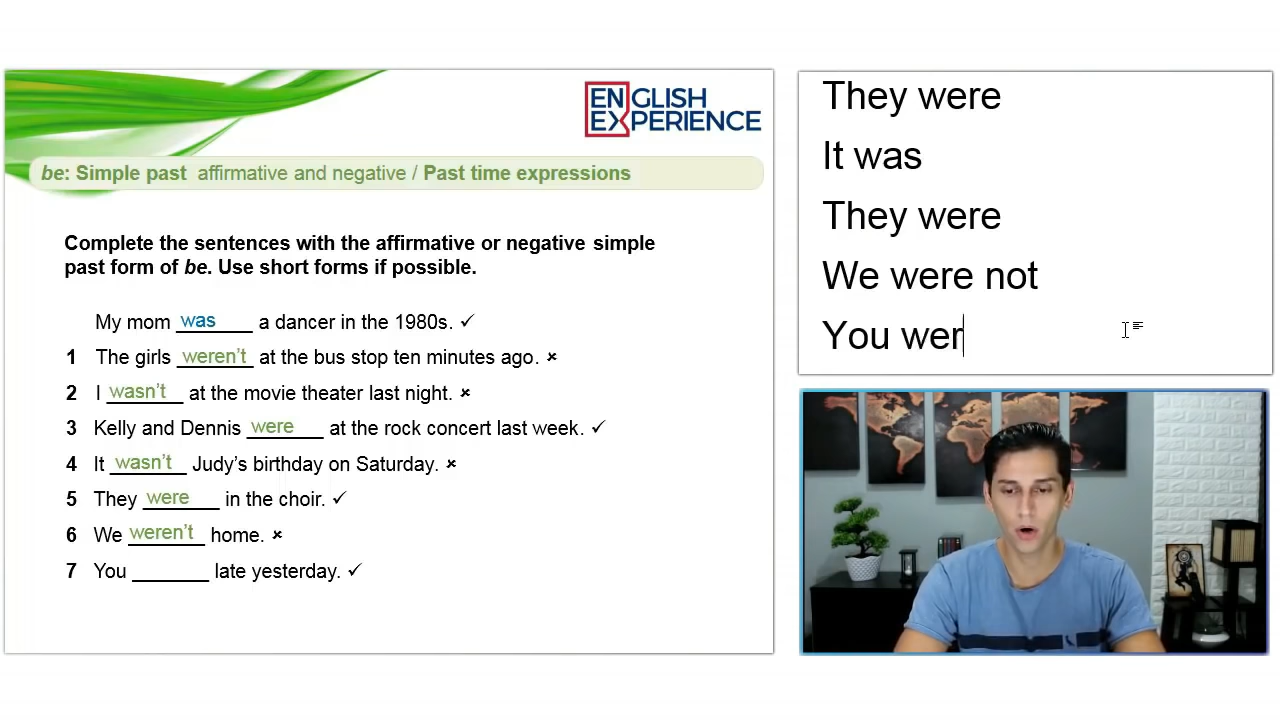 ENGLISH
EXPERIENCE
be: Simple past affirmative and negative / Past time expressions
Complete the sentences with the affirmative or negative simple
past form of be. Use short forms if possible.
My mom was a dancer in the 1980s. ✓
1 The girls weren't at the bus stop ten minutes ago. ×
2 I wasn't at the movie theater last night. ×
3 Kelly and Dennis were at the rock concert last week. ✓
4 It wasn't Judy's birthday on Saturday. ×
5 They were in the choir. ✓
6 We weren't home. ×
7 You _______ late yesterday. ✓
They were
It was
They were
We were not
You wer